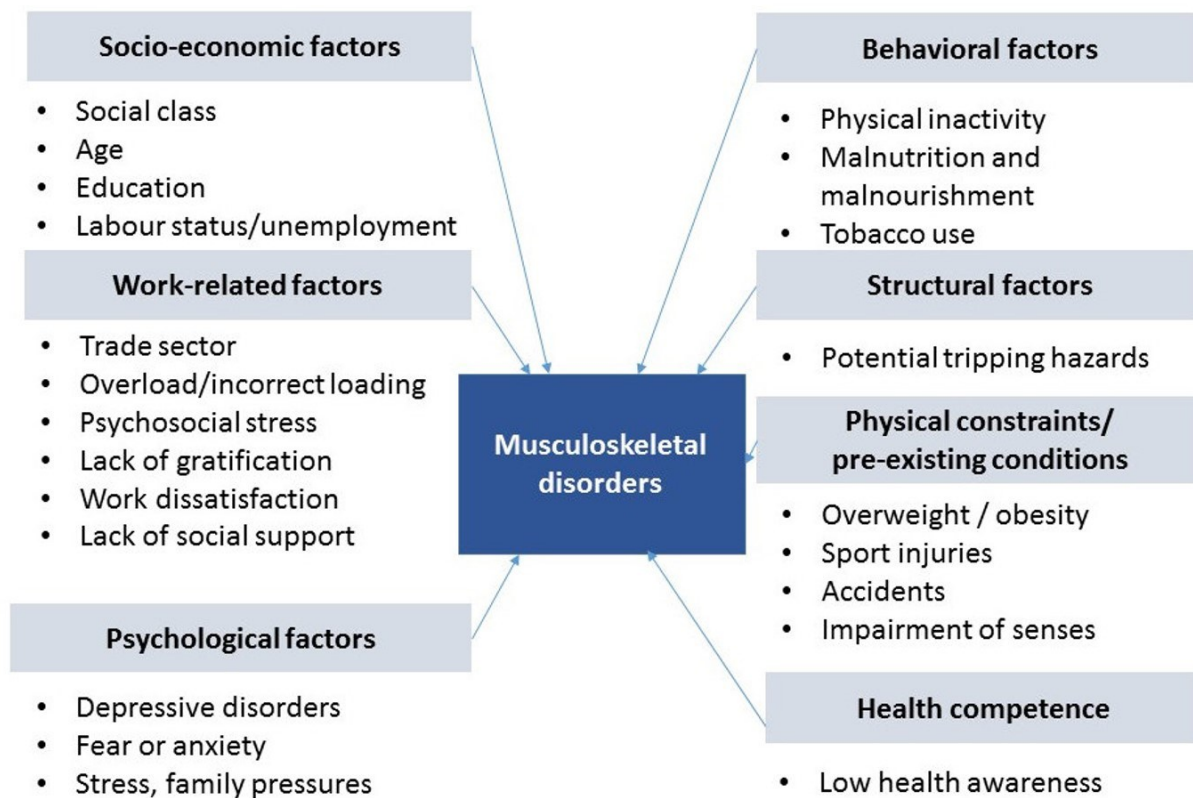 Socio-economic factors
• Social class
• Age
• Education
• Labour status/unemployment
Work-related factors
• Trade sector
• Overload/incorrect loading
• Psychosocial stress
• Lack of gratification
• Work dissatisfaction
• Lack of social support
Psychological factors
• Depressive disorders
• Fear or anxiety
• Stress, family pressures
Musculoskeletal
disorders
Behavioral factors
• Physical inactivity
• Malnutrition and
malnourishment
• Tobacco use
Structural factors
• Potential tripping hazards
Physical constraints/
pre-existing conditions
• Overweight / obesity
• Sport injuries
• Accidents
• Impairment of senses
Health competence
• Low health awareness